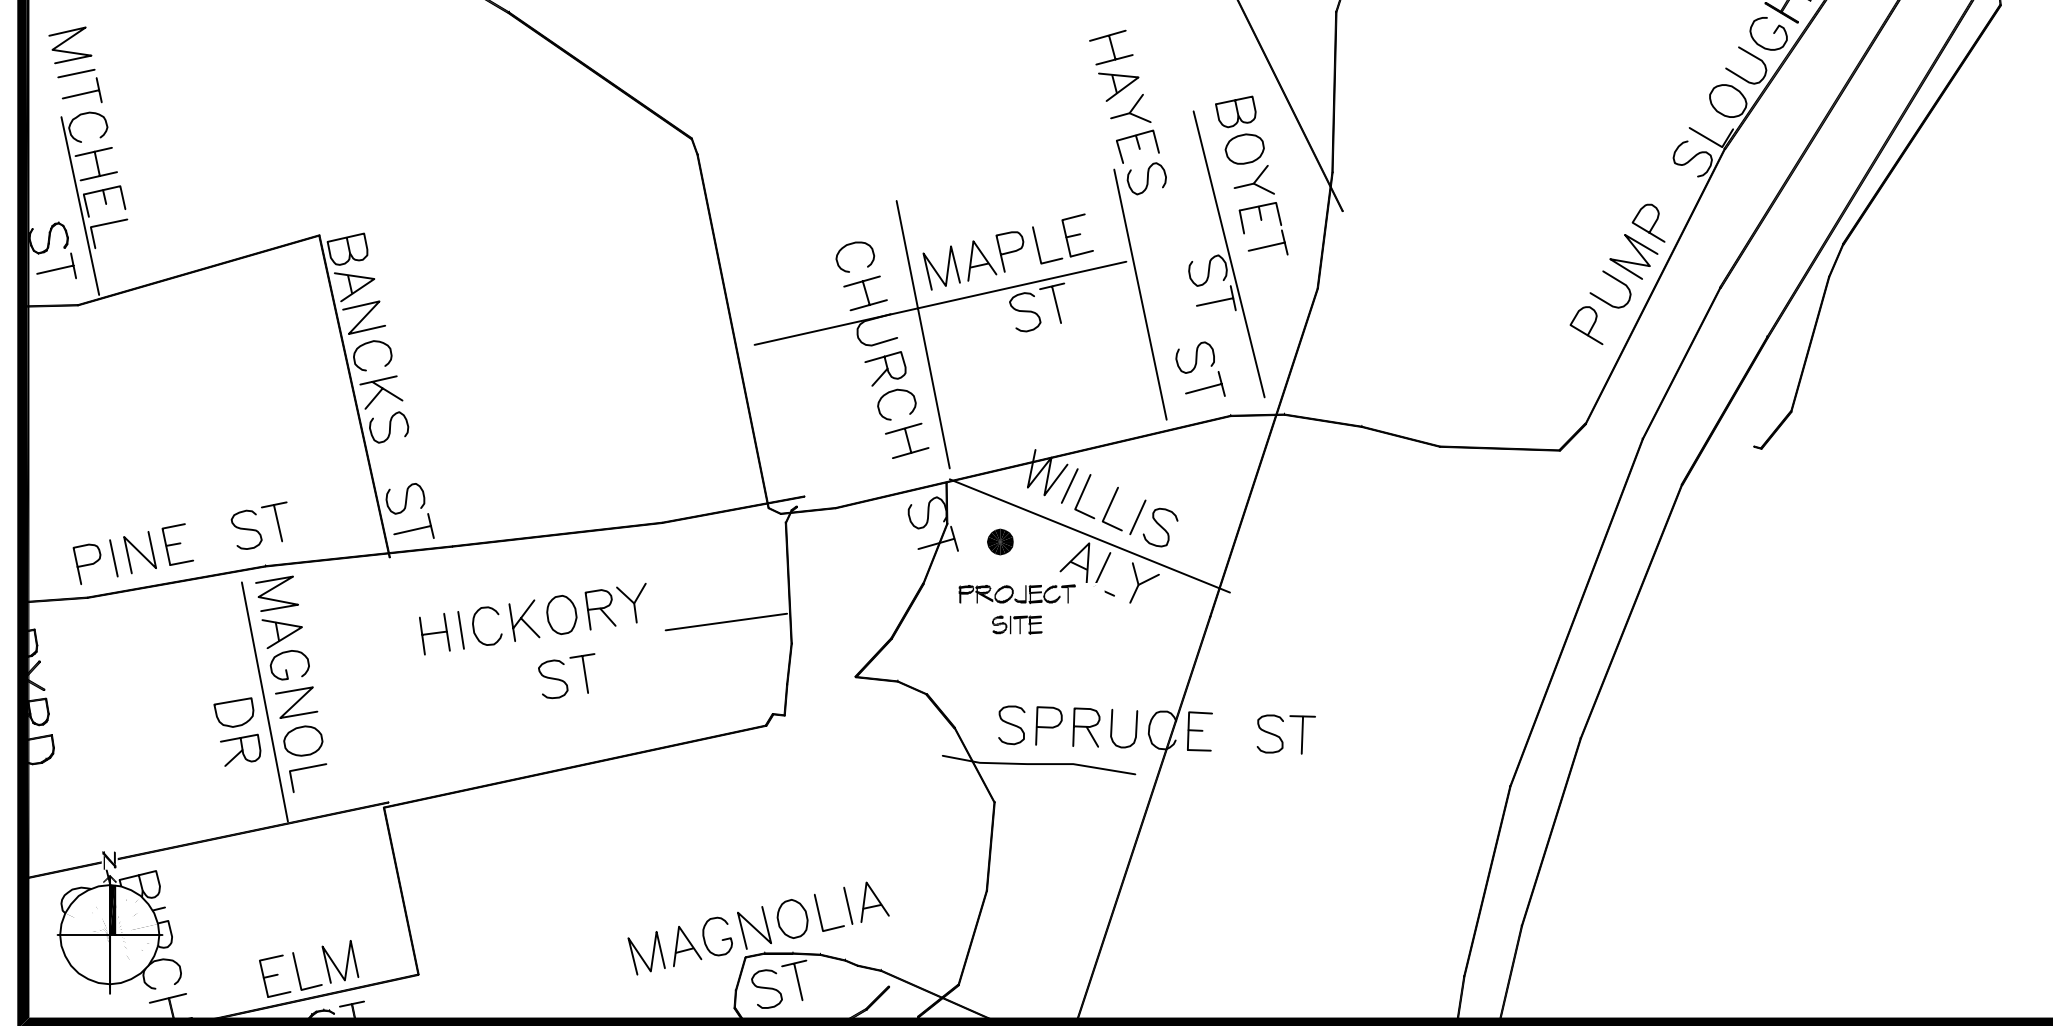 MITCHEL
ST
HAYES
ST
BOYET
ST
PUMP SLOUGH
BANCKS ST
CHURCH
ST
MAPLE
ST
PINE ST
WILLIS
ALY
PROJECT
SITE
MAGNOL
DR
HICKORY
ST
SPRUCE ST
N
ELM
ST
MAGNOLIA
ST